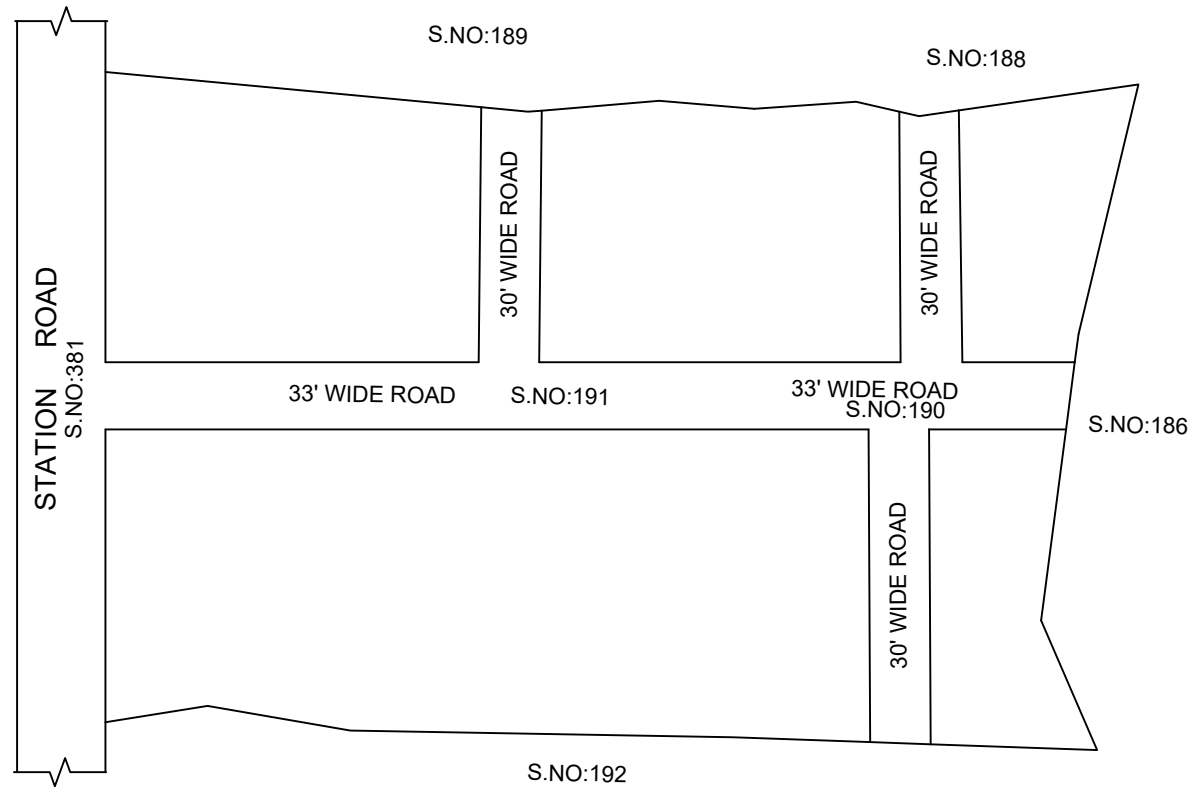 S.NO:189
S.NO:188
30' WIDE ROAD
30' WIDE ROAD
STATION ROAD
S.NO:381
33' WIDE ROAD
S.NO:191
33' WIDE ROAD
S.NO:190
S.NO:186
30' WIDE ROAD
S.NO:192